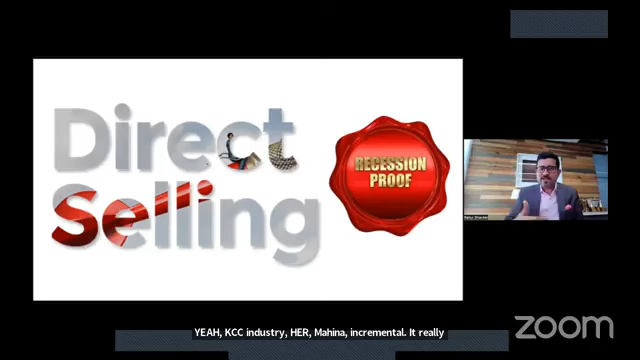 Direct
Selling
RECESSION
PROOF
YEAH, KCC industry, HER, Mahina, incremental. It really
zoom